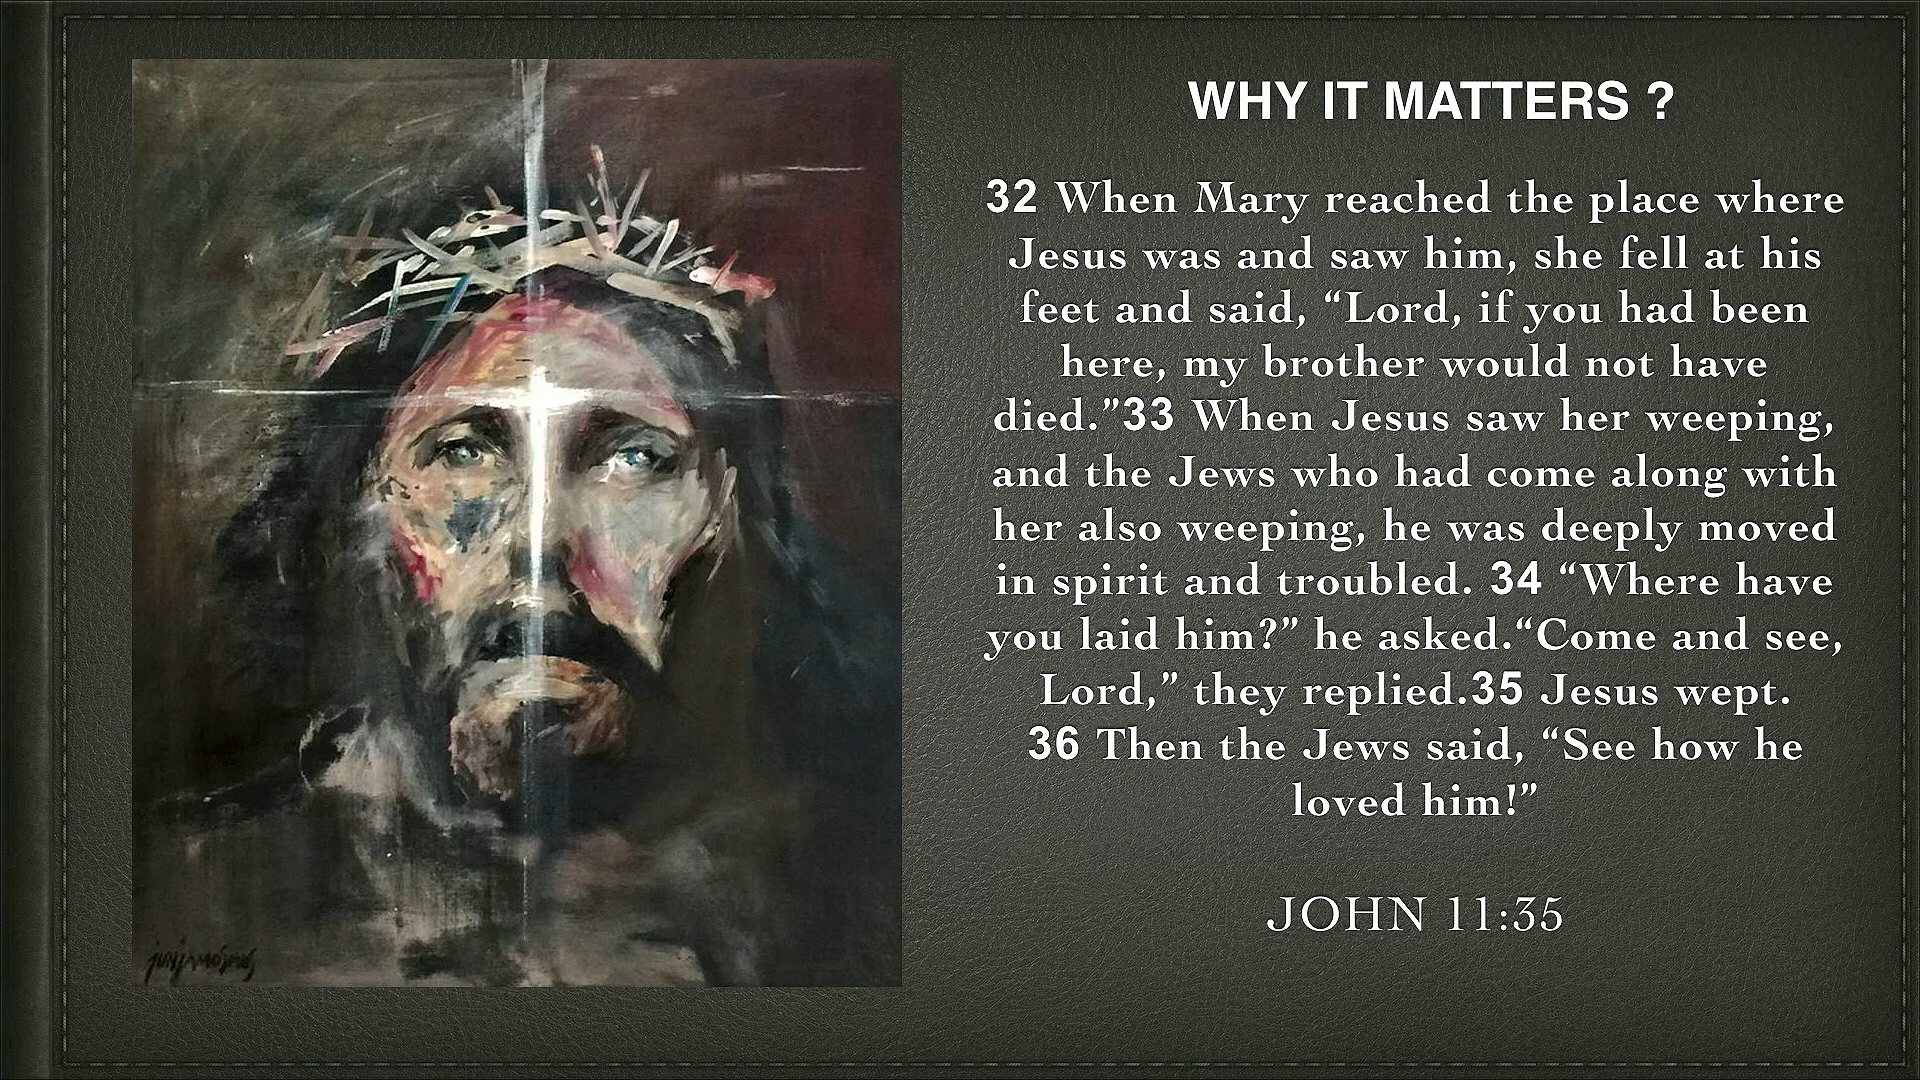 WHY IT MATTERS ?
32 When Mary reached the place where
Jesus was and saw him, she fell at his
feet and said, “Lord, if you had been
here, my brother would not have
died.”33 When Jesus saw her weeping,
and the Jews who had come along with
her also weeping, he was deeply moved
in spirit and troubled. 34 “Where have
you laid him?” he asked.“Come and see,
Lord,” they replied.35 Jesus wept.
36 Then the Jews said, “See how he
loved him!”
JOHN 11:35